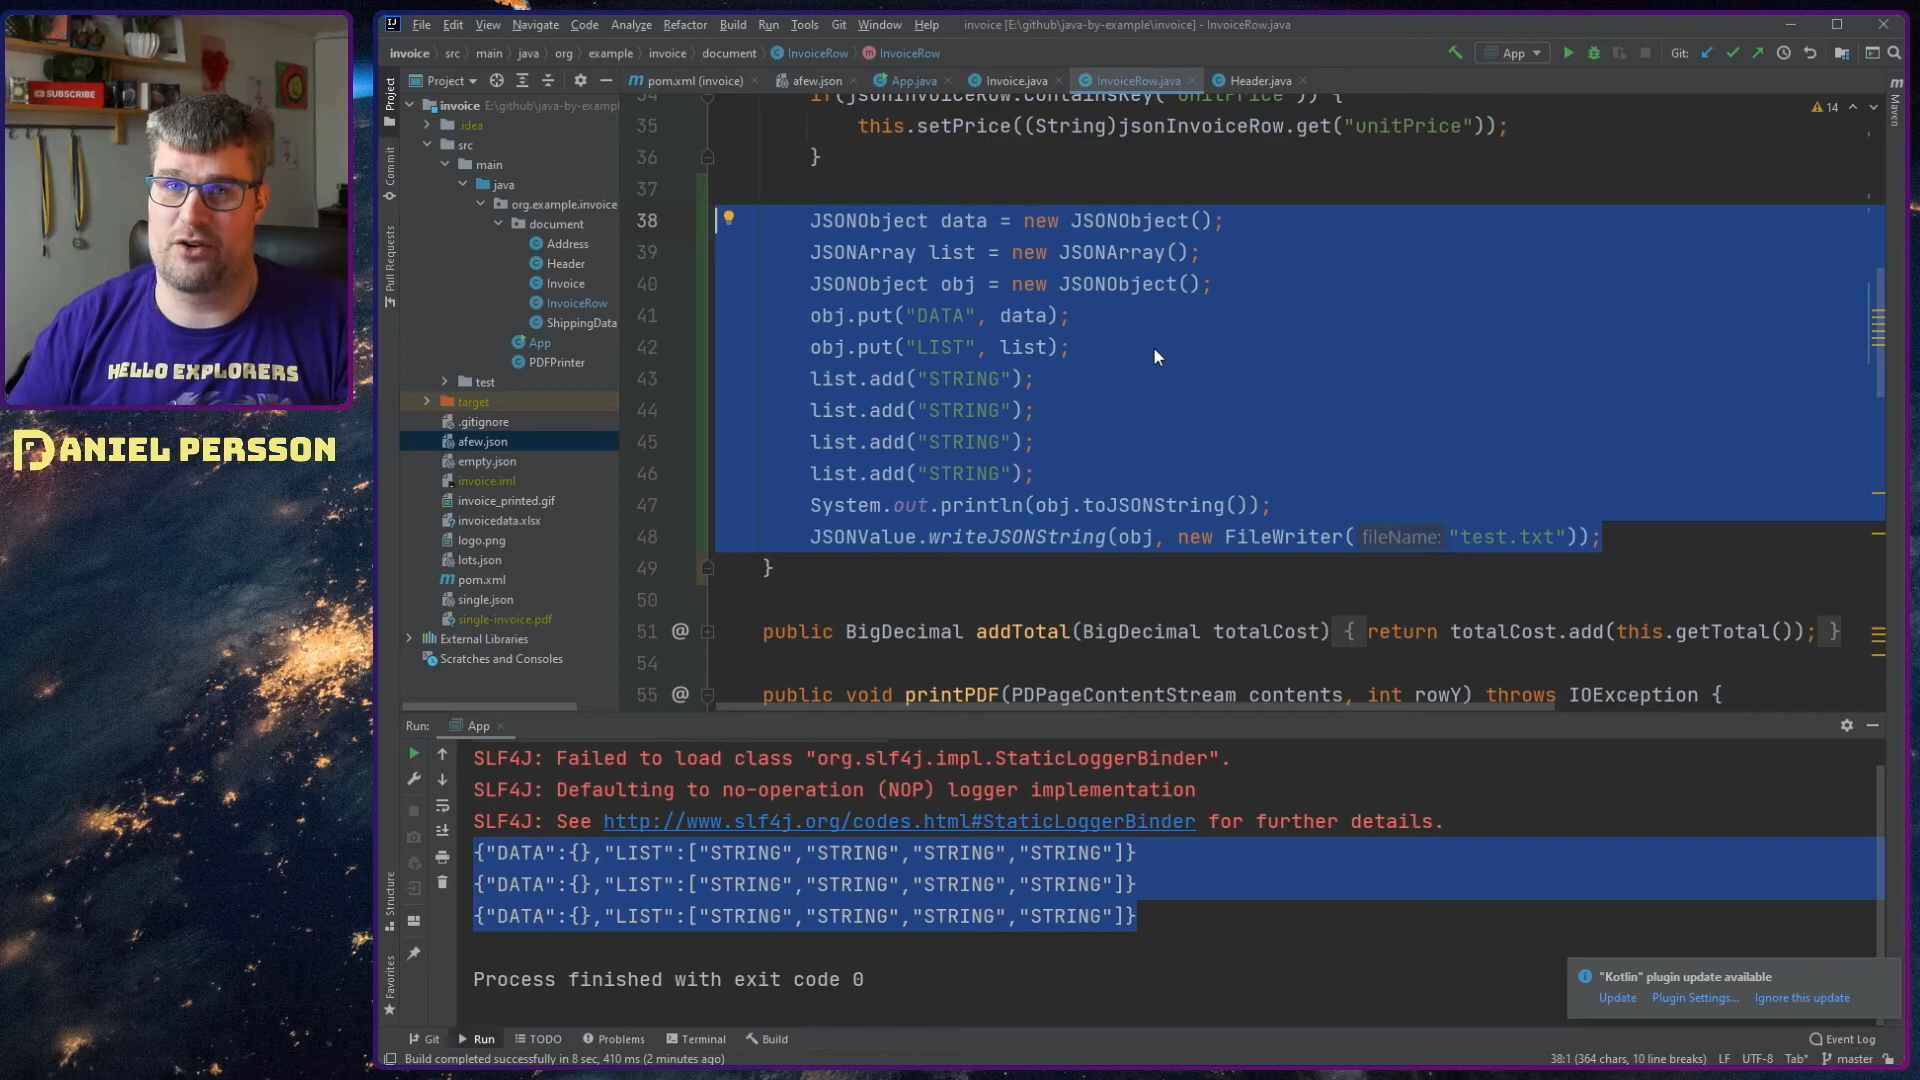 SUBSCRIBE
HELLO EXPLORERS
DANIEL PERSSON
IJ File Edit View Navigate Code Analyze Refactor Build Run Tools Git Window Help invoice [E:\github\java-by-example\invoice] - InvoiceRow.java
invoice src main java org example invoice document InvoiceRow InvoiceRow App Git:
Project pom.xml (invoice) afew.json App.java Invoice.java InvoiceRow.java Header.java
Project
Commit
Pull Requests
Structure
Favorites
Maven
invoice E:\github\java-by-exampl
.idea
src
main
java
org.example.invoice
document
Address
Header
Invoice
InvoiceRow
ShippingData
App
PDFPrinter
test
target
.gitignore
afew.json
empty.json
invoice.iml
invoice_printed.gif
invoicedata.xlsx
logo.png
lots.json
pom.xml
single.json
single-invoice.pdf
External Libraries
Scratches and Consoles
14
34 if(jsonInvoiceRow.containsKey("unitPrice")) {
35 this.setPrice((String)jsonInvoiceRow.get("unitPrice"));
36 }
37
38 JSONObject data = new JSONObject();
39 JSONArray list = new JSONArray();
40 JSONObject obj = new JSONObject();
41 obj.put("DATA", data);
42 obj.put("LIST", list);
43 list.add("STRING");
44 list.add("STRING");
45 list.add("STRING");
46 list.add("STRING");
47 System.out.println(obj.toJSONString());
48 JSONValue.writeJSONString(obj, new FileWriter( fileName: "test.txt"));
49 }
50
51 @ public BigDecimal addTotal(BigDecimal totalCost) { return totalCost.add(this.getTotal()); }
54
55 @ public void printPDF(PDPageContentStream contents, int rowY) throws IOException {
Run: App
SLF4J: Failed to load class "org.slf4j.impl.StaticLoggerBinder".
SLF4J: Defaulting to no-operation (NOP) logger implementation
SLF4J: See http://www.slf4j.org/codes.html#StaticLoggerBinder for further details.
{"DATA":{},"LIST":["STRING","STRING","STRING","STRING"]}
{"DATA":{},"LIST":["STRING","STRING","STRING","STRING"]}
{"DATA":{},"LIST":["STRING","STRING","STRING","STRING"]}
Process finished with exit code 0
"Kotlin" plugin update available
Update Plugin Settings... Ignore this update
Git Run TODO Problems Terminal Build Event Log
Build completed successfully in 8 sec, 410 ms (2 minutes ago) 38:1 (364 chars, 10 line breaks) LF UTF-8 Tab* master